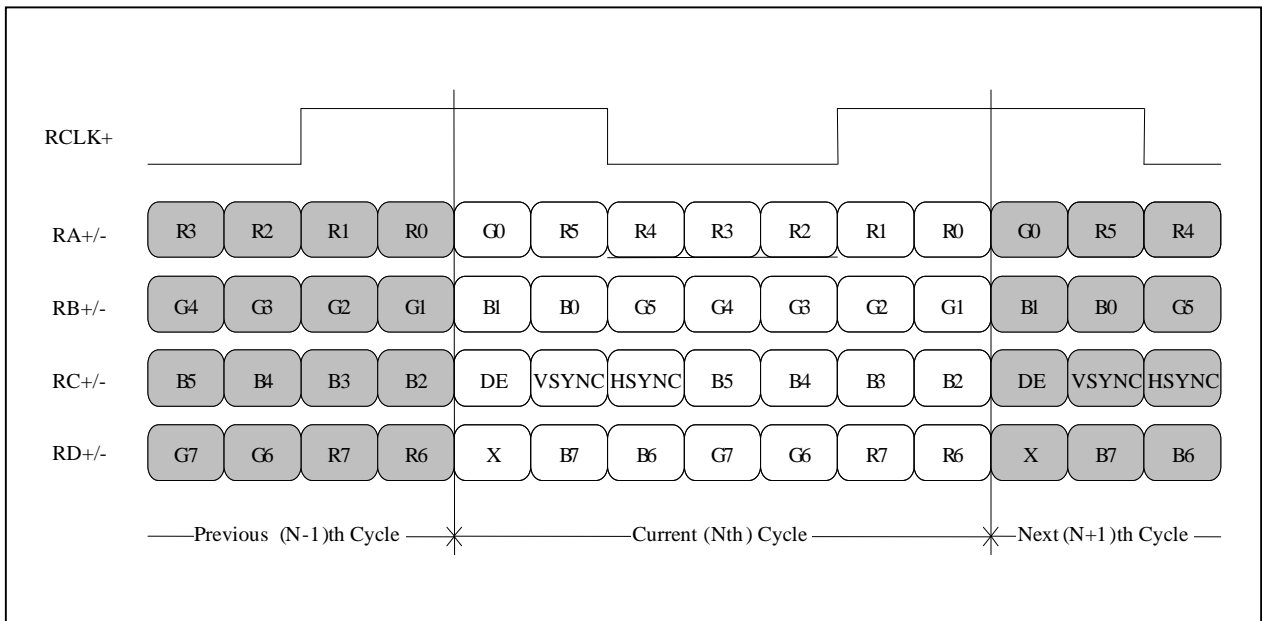 RCLK+
RA+/- R3 R2 R1 R0 G0 R5 R4 R3 R2 R1 R0 G0 R5 R4
RB+/- G4 G3 G2 G1 B1 B0 G5 G4 G3 G2 G1 B1 B0 G5
RC+/- B5 B4 B3 B2 DE VSYNC HSYNC B5 B4 B3 B2 DE VSYNC HSYNC
RD+/- G7 G6 R7 R6 X B7 B6 G7 G6 R7 R6 X B7 B6
Previous (N-1)th Cycle Current (Nth) Cycle Next (N+1)th Cycle